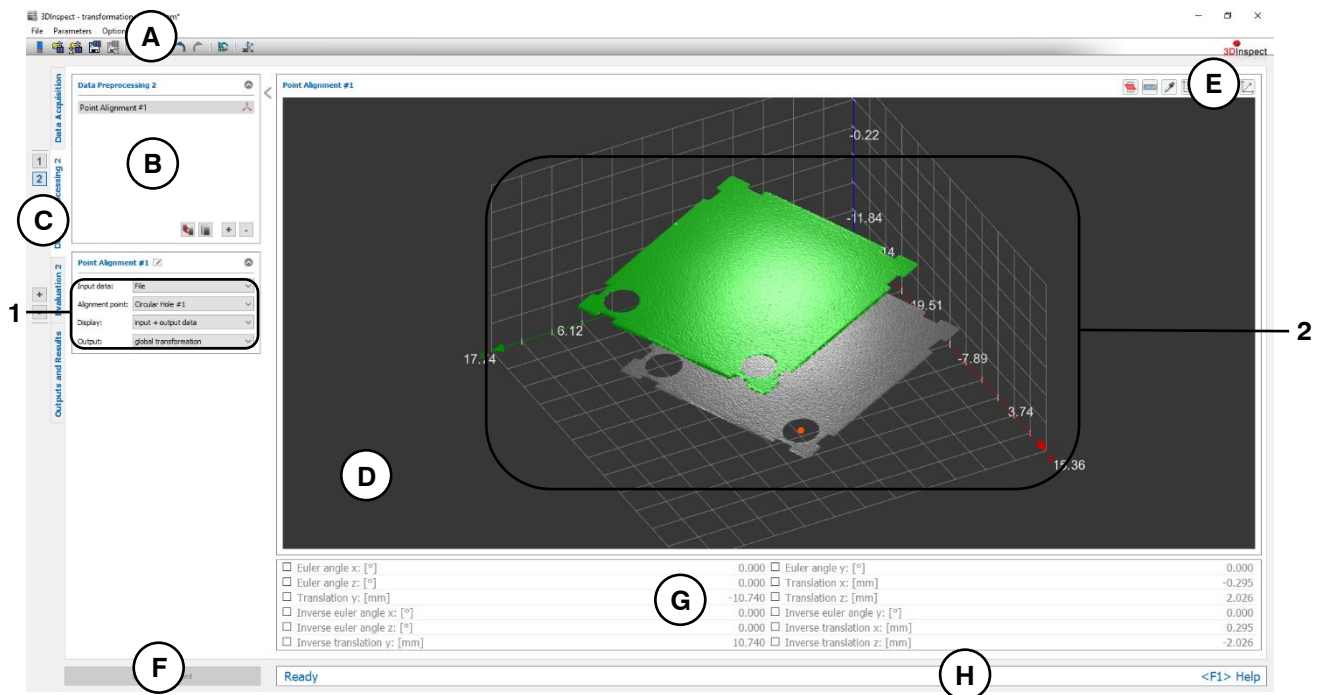 3DInspect - transformation
File Parameters
A
3DInspect
Data Acquisition
Data Preprocessing 2
Point Alignment #1
E
Point Alignment #1
B
1
2
C
-0.22
-11.84
19.51
6.12
17.
-7.89
3.74
15.36
Evaluation 2
Point Alignment #1
Input data: File
Alignment point: Circular Hole #1
Display: input + output data
Output: global transformation
+
+ -
1
2
Outputs and Results
D
Euler angle x: [°] 0.000 Euler angle y: [°] 0.000
Euler angle z: [°] 0.000 Translation x: [mm] -0.295
Translation y: [mm] -10.740 Translation z: [mm] 2.026
Inverse euler angle x: [°] 0.000 Inverse euler angle y: [°] 0.000
Inverse euler angle z: [°] 0.000 Inverse translation x: [mm] 0.295
Inverse translation y: [mm] 10.740 Inverse translation z: [mm] -2.026
G
F
Ready
H
<F1> Help